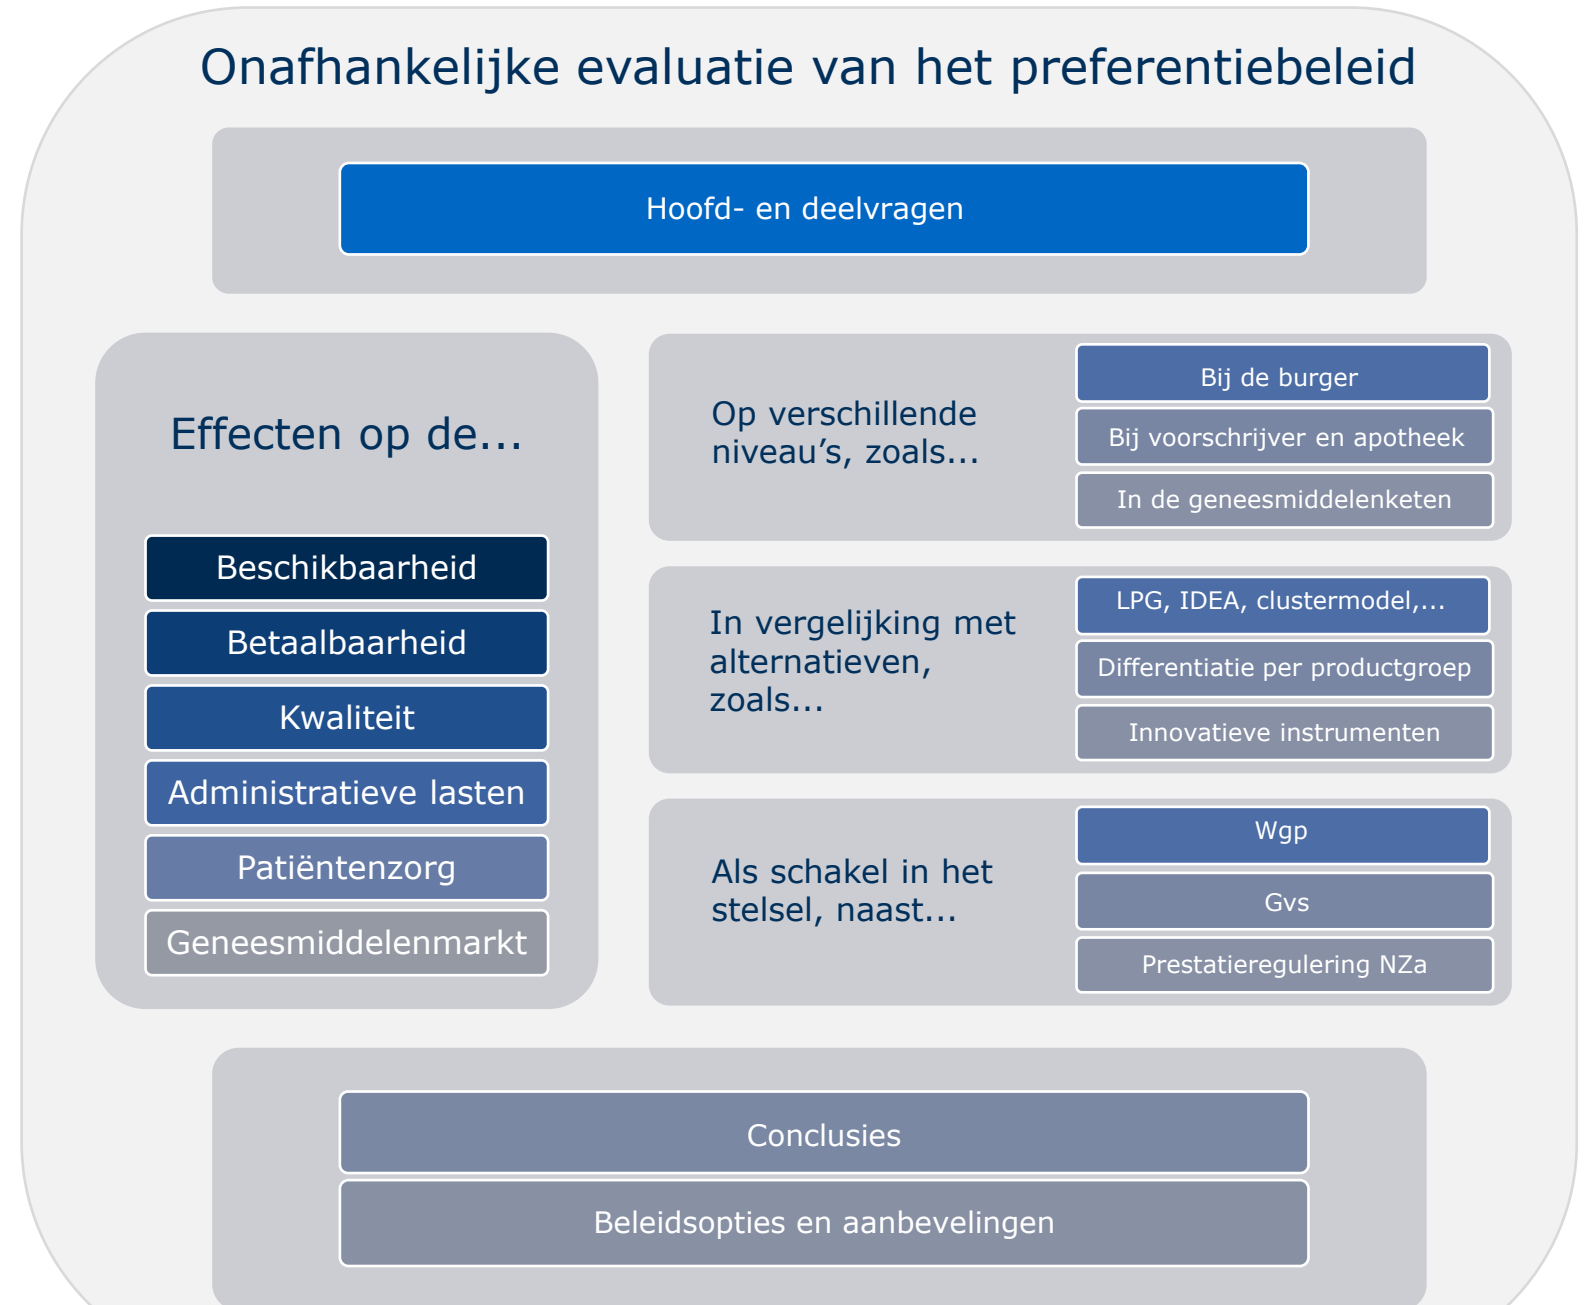 Onafhankelijke evaluatie van het preferentiebeleid
Hoofd- en deelvragen
Effecten op de…
Beschikbaarheid
Betaalbaarheid
Kwaliteit
Administratieve lasten
Patiëntenzorg
Geneesmiddelenmarkt
Op verschillende
niveau’s, zoals…
Bij de burger
Bij voorschrijver en apotheek
In de geneesmiddelenketen
In vergelijking met
alternatieven,
zoals…
LPG, IDEA, clustermodel,…
Differentiatie per productgroep
Innovatieve instrumenten
Als schakel in het
stelsel, naast…
Wgp
Gvs
Prestatieregulering NZa
Conclusies
Beleidsopties en aanbevelingen